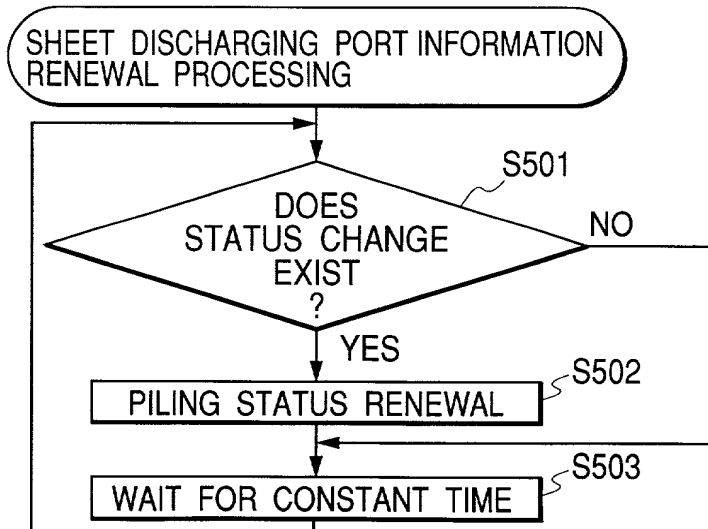 SHEET DISCHARGING PORT INFORMATION
RENEWAL PROCESSING
S501
DOES
STATUS CHANGE
EXIST
?
NO
YES
S502
PILING STATUS RENEWAL
S503
WAIT FOR CONSTANT TIME